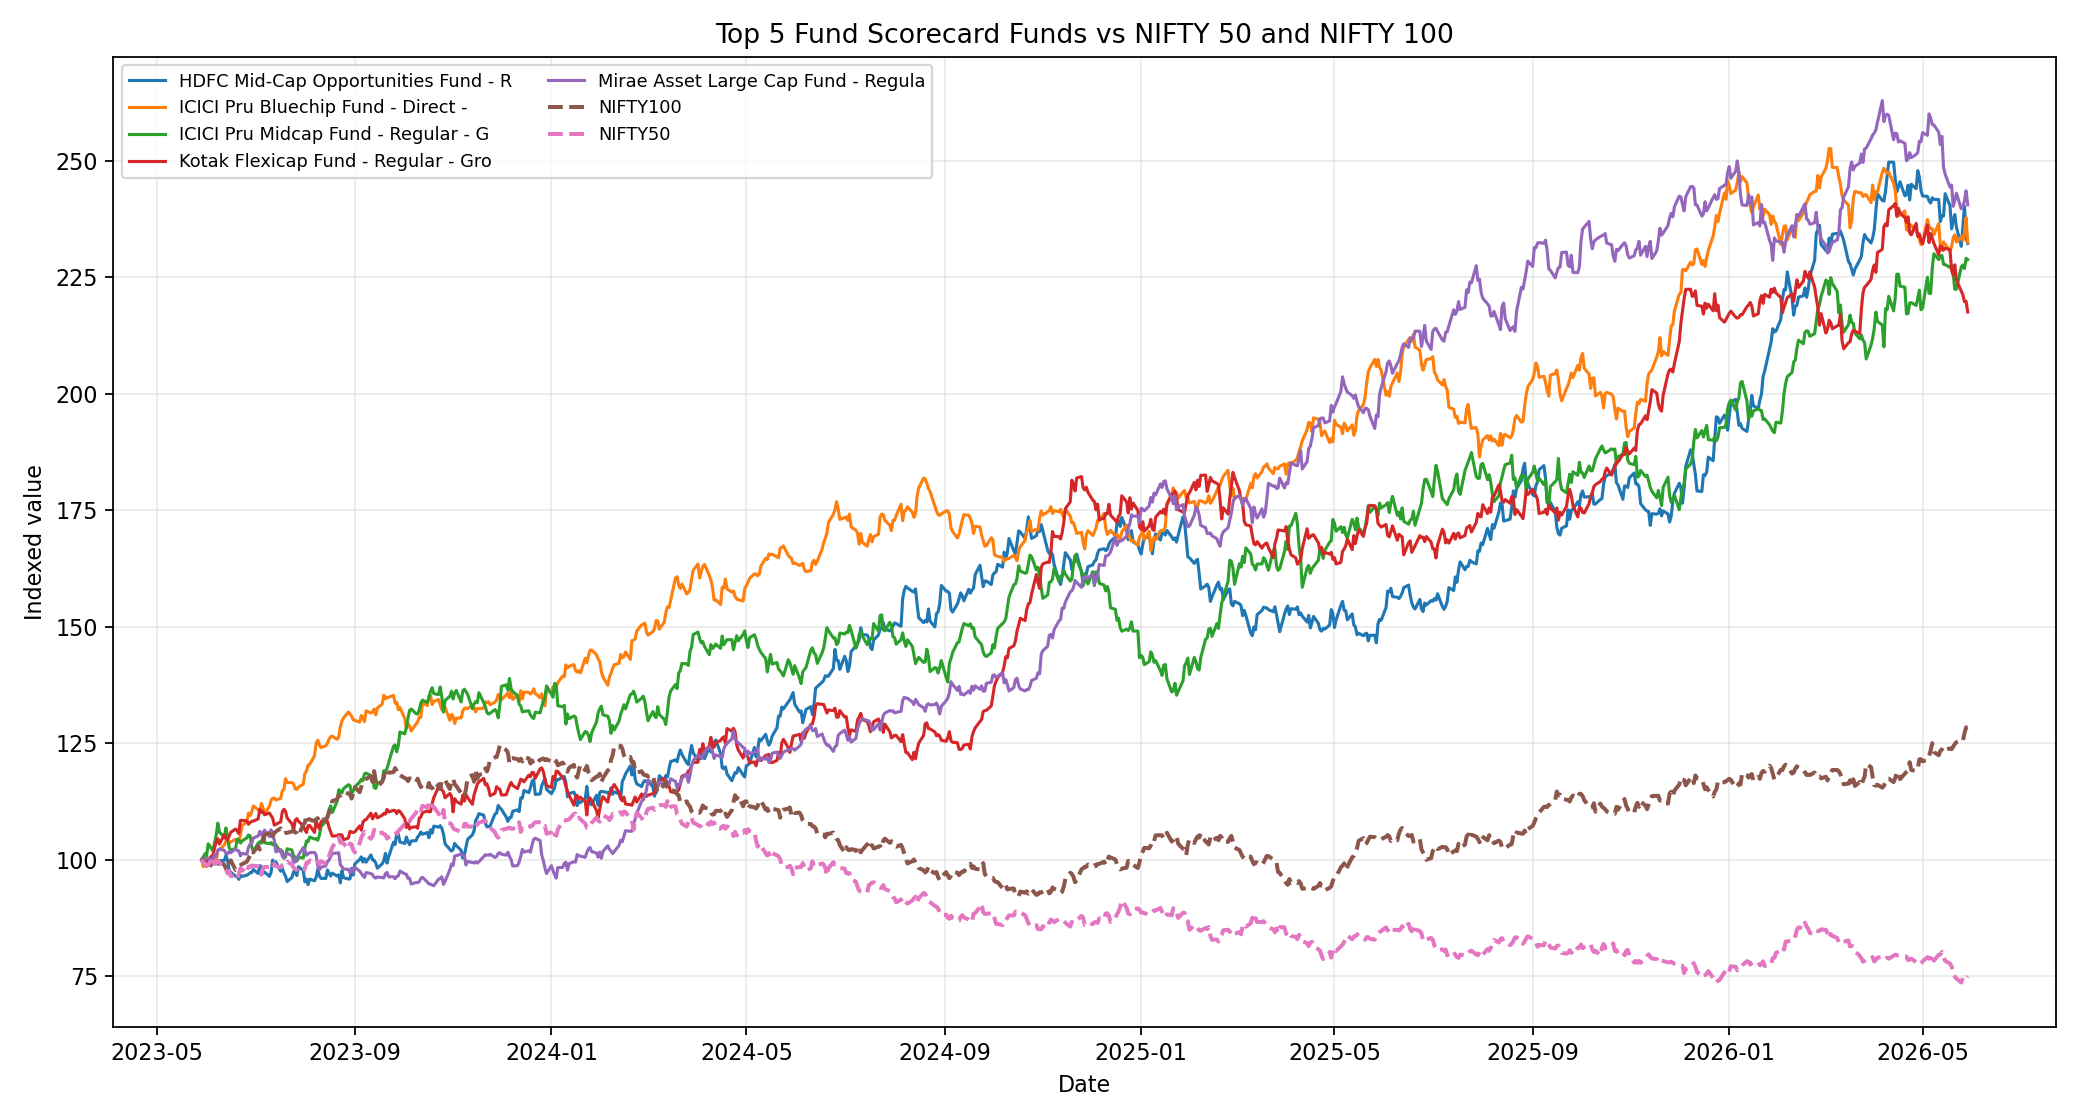 Top 5 Fund Scorecard Funds vs NIFTY 50 and NIFTY 100
HDFC Mid-Cap Opportunities Fund - R
ICICI Pru Bluechip Fund - Direct -
ICICI Pru Midcap Fund - Regular - G
Kotak Flexicap Fund - Regular - Gro
Mirae Asset Large Cap Fund - Regula
NIFTY100
NIFTY50
Indexed value
250
225
200
175
150
125
100
75
2023-05 2023-09 2024-01 2024-05 2024-09 2025-01 2025-05 2025-09 2026-01 2026-05
Date